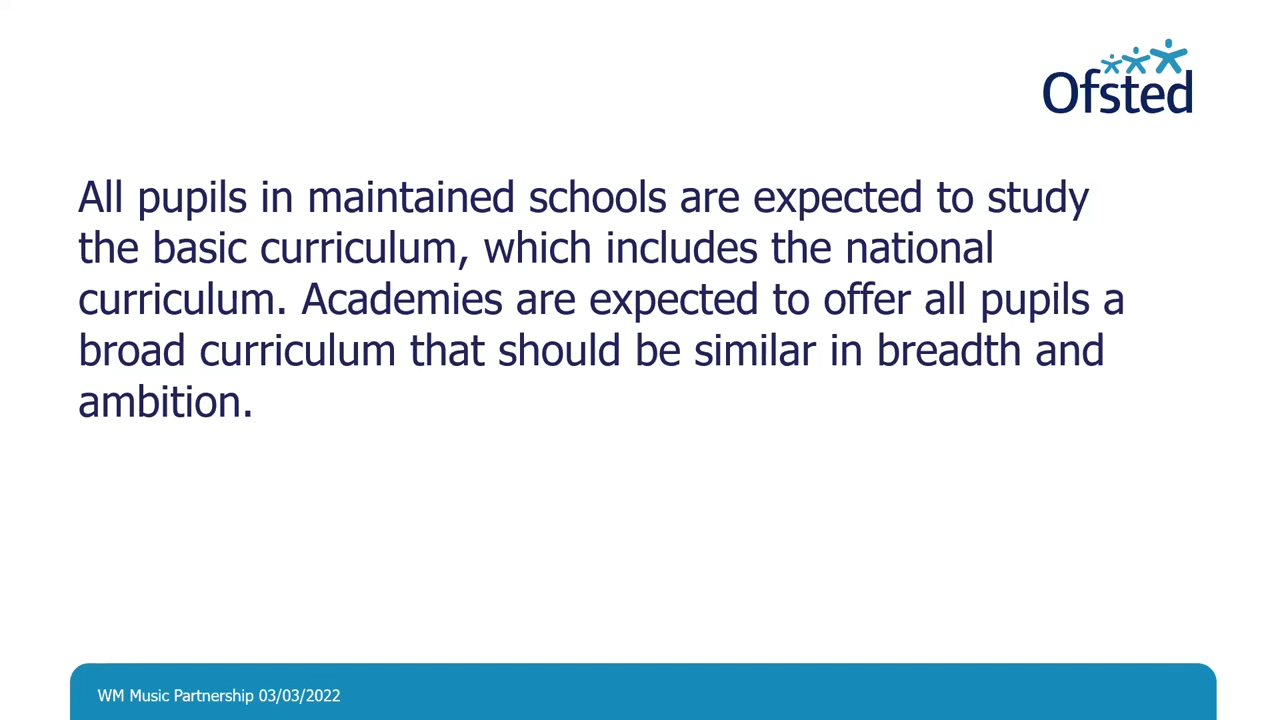 Ofsted
All pupils in maintained schools are expected to study
the basic curriculum, which includes the national
curriculum. Academies are expected to offer all pupils a
broad curriculum that should be similar in breadth and
ambition.
WM Music Partnership 03/03/2022